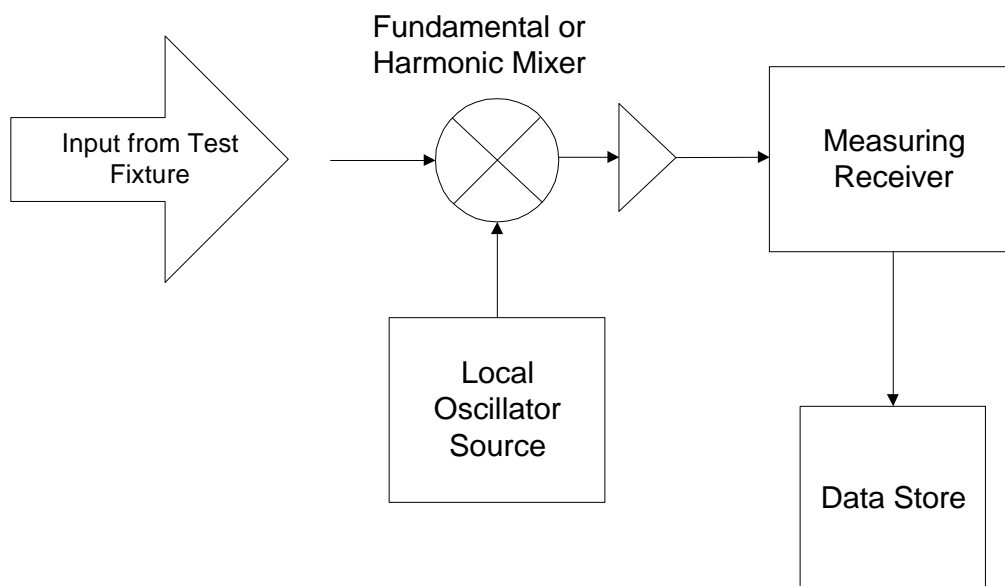 Fundamental or
Harmonic Mixer
Input from Test
Fixture
Measuring
Receiver
Local
Oscillator
Source
Data Store